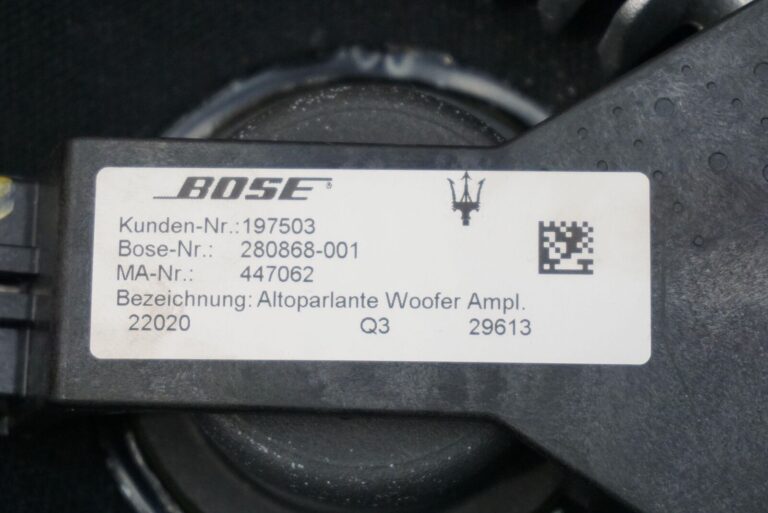 BOSE®
Kunden-Nr.:197503
Bose-Nr.: 280868-001
MA-Nr.: 447062
Bezeichnung: Altoparlante Woofer Ampl.
22020 Q3 29613